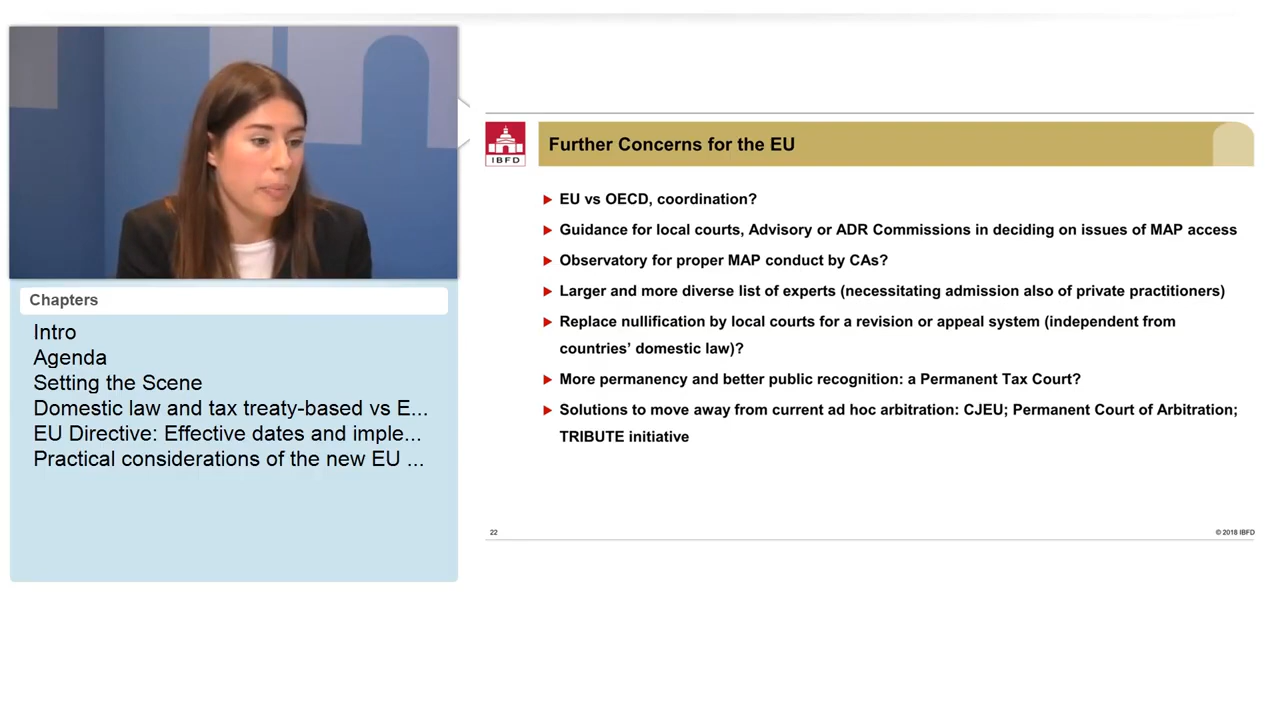 Chapters
Intro
Agenda
Setting the Scene
Domestic law and tax treaty-based vs E...
EU Directive: Effective dates and imple...
Practical considerations of the new EU ...
IBFD
Further Concerns for the EU
EU vs OECD, coordination?
Guidance for local courts, Advisory or ADR Commissions in deciding on issues of MAP access
Observatory for proper MAP conduct by CAs?
Larger and more diverse list of experts (necessitating admission also of private practitioners)
Replace nullification by local courts for a revision or appeal system (independent from
countries’ domestic law)?
More permanency and better public recognition: a Permanent Tax Court?
Solutions to move away from current ad hoc arbitration: CJEU; Permanent Court of Arbitration;
TRIBUTE initiative
22
© 2018 IBFD